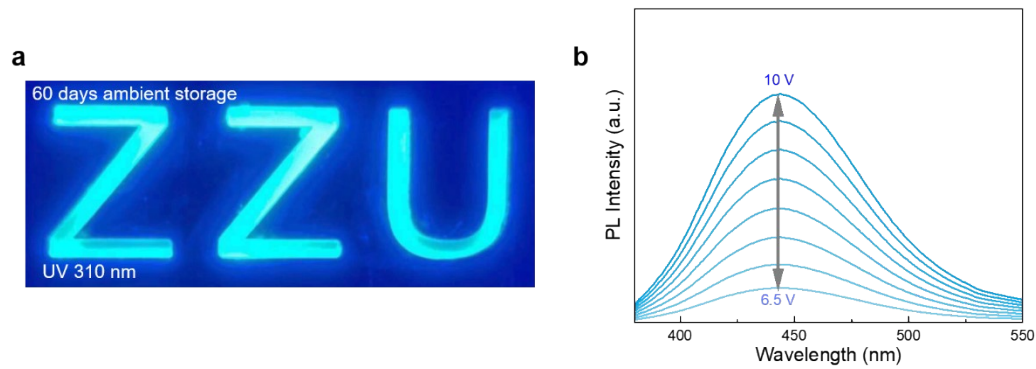 a
60 days ambient storage
ZZU
UV 310 nm
b
PL Intensity (a.u.)
10 V
6.5 V
400 450 500 550
Wavelength (nm)